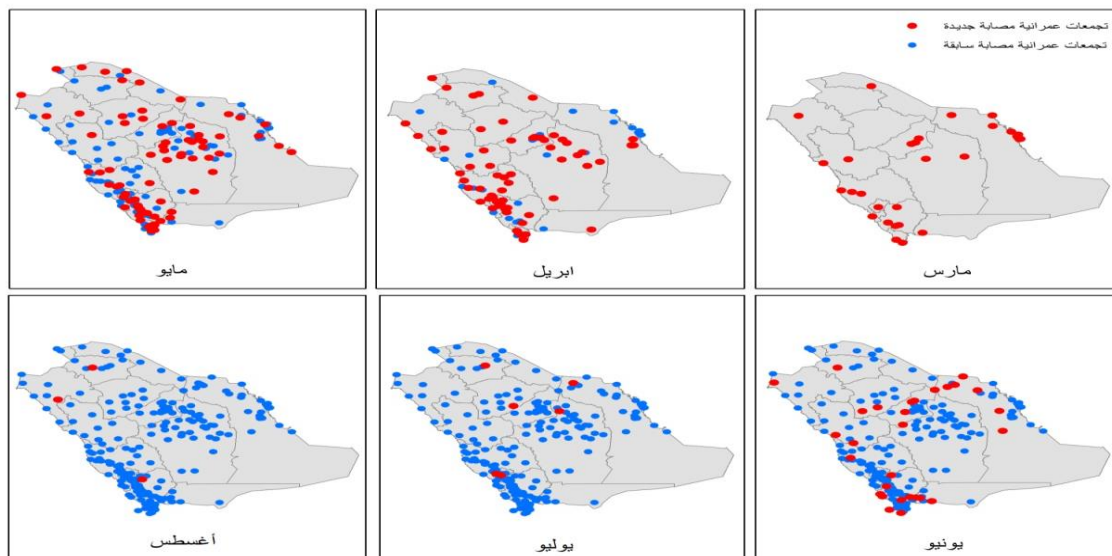 تجمعات عمرانية مصابة جديدة
تجمعات عمرانية مصابة سابقة
مارس
ابريل
مايو
يونيو
يوليو
أغسطس